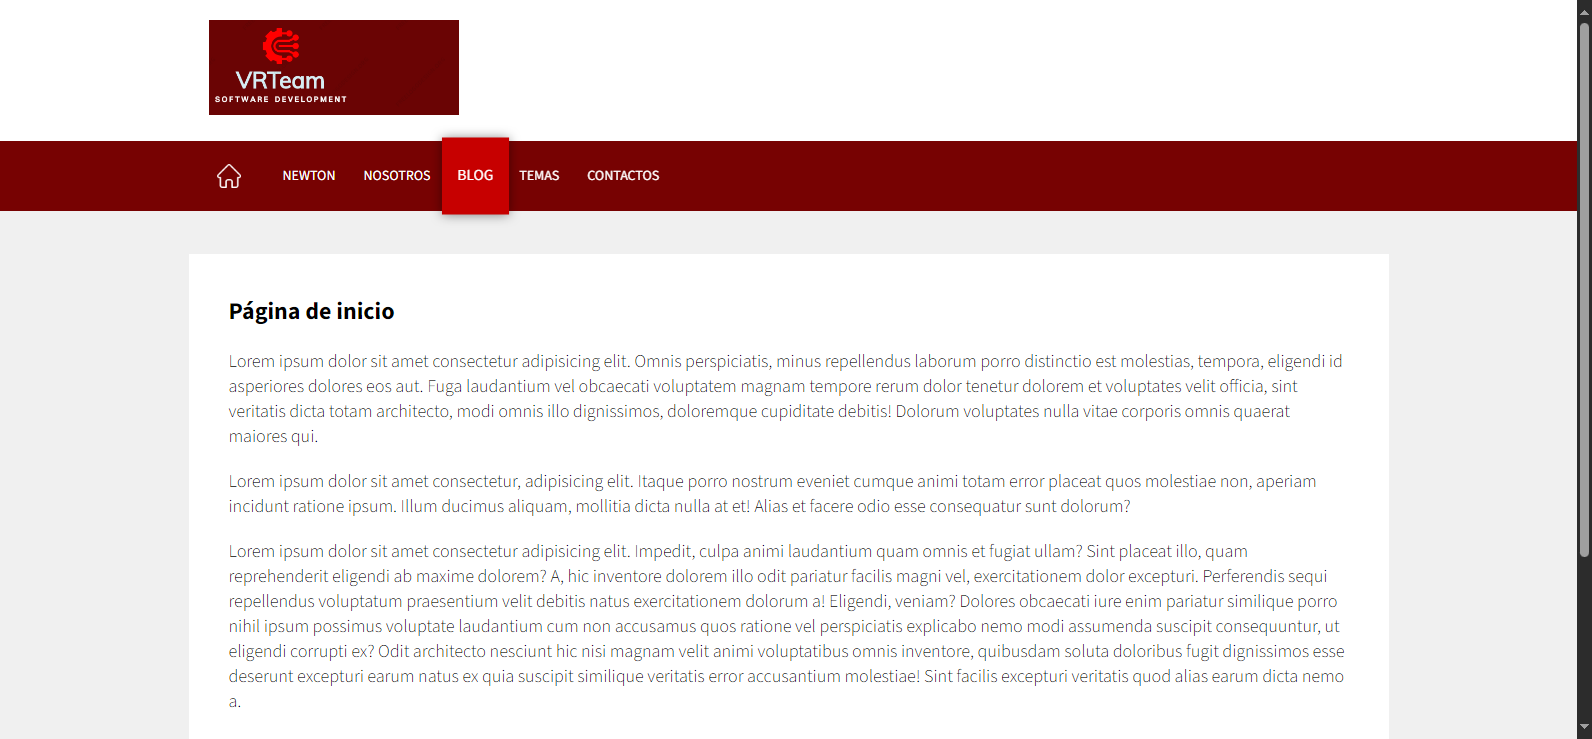 VRTeam
SOFTWARE DEVELOPMENT
NEWTON NOSOTROS BLOG TEMAS CONTACTOS
Página de inicio
Lorem ipsum dolor sit amet consectetur adipisicing elit. Omnis perspiciatis, minus repellendus laborum porro distinctio est molestias, tempora, eligendi id
asperiores dolores eos aut. Fuga laudantium vel obcaecati voluptatem magnam tempore rerum dolor tenetur dolorem et voluptates velit officia, sint
veritatis dicta totam architecto, modi omnis illo dignissimos, doloremque cupiditate debitis! Dolorum voluptates nulla vitae corporis omnis quaerat
maiores qui.
Lorem ipsum dolor sit amet consectetur, adipisicing elit. Itaque porro nostrum eveniet cumque animi totam error placeat quos molestiae non, aperiam
incidunt ratione ipsum. Illum ducimus aliquam, mollitia dicta nulla at et! Alias et facere odio esse consequatur sunt dolorum?
Lorem ipsum dolor sit amet consectetur adipisicing elit. Impedit, culpa animi laudantium quam omnis et fugiat ullam? Sint placeat illo, quam
reprehenderit eligendi ab maxime dolorem? A, hic inventore dolorem illo odit pariatur facilis magni vel, exercitationem dolor excepturi. Perferendis sequi
repellendus voluptatum praesentium velit debitis natus exercitationem dolorum a! Eligendi, veniam? Dolores obcaecati iure enim pariatur similique porro
nihil ipsum possimus voluptate laudantium cum non accusamus quos ratione vel perspiciatis explicabo nemo modi assumenda suscipit consequuntur, ut
eligendi corrupti ex? Odit architecto nesciunt hic nisi magnam velit animi voluptatibus omnis inventore, quibusdam soluta doloribus fugit dignissimos esse
deserunt excepturi earum natus ex quia suscipit similique veritatis error accusantium molestiae! Sint facilis excepturi veritatis quod alias earum dicta nemo
a.